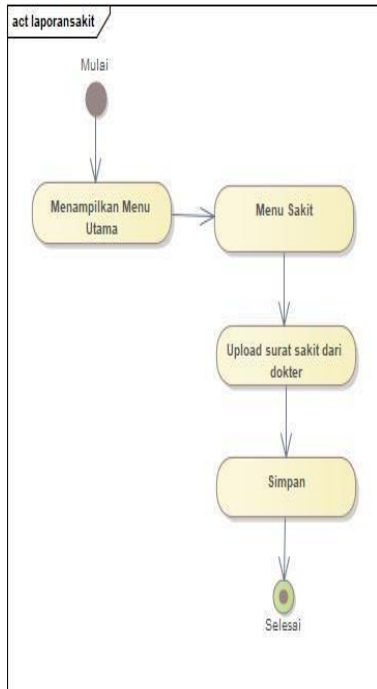 act laporansakit
Mulai
Menampilkan Menu
Utama
Menu Sakit
Upload surat sakit dari
dokter
Simpan
Selesai